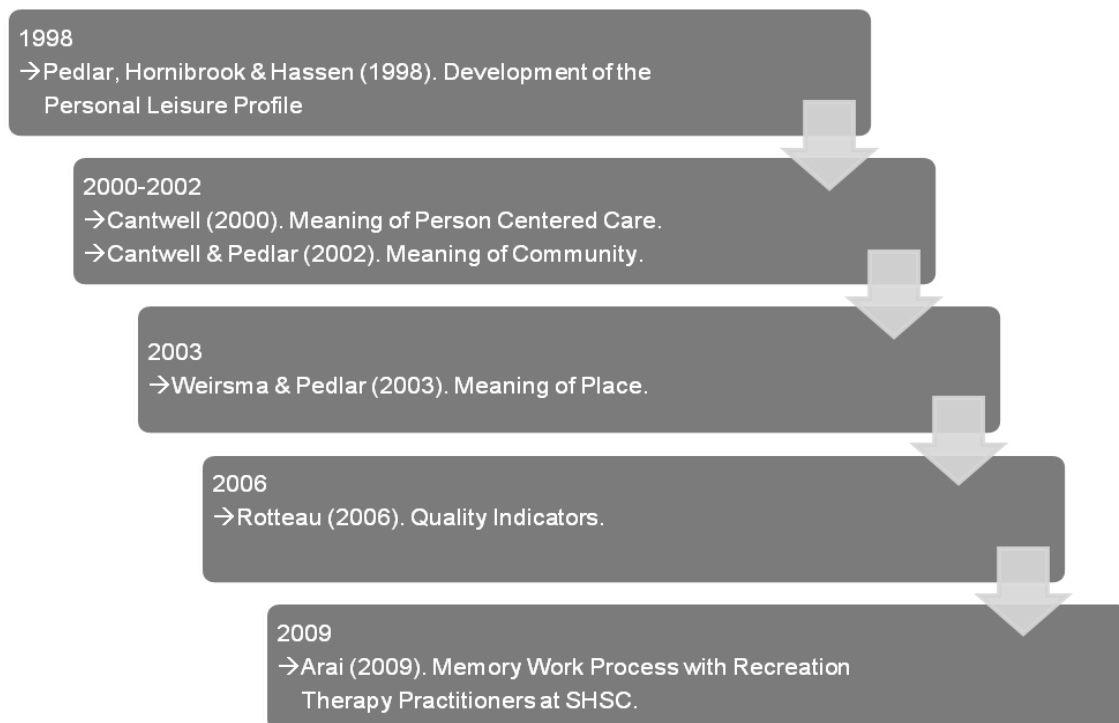 1998
→Pedlar, Hornibrook & Hassen (1998). Development of the
Personal Leisure Profile
2000-2002
→Cantwell (2000). Meaning of Person Centered Care.
→Cantwell & Pedlar (2002). Meaning of Community.
2003
→Weirsma & Pedlar (2003). Meaning of Place.
2006
→Rotteau (2006). Quality Indicators.
2009
→Arai (2009). Memory Work Process with Recreation
Therapy Practitioners at SHSC.